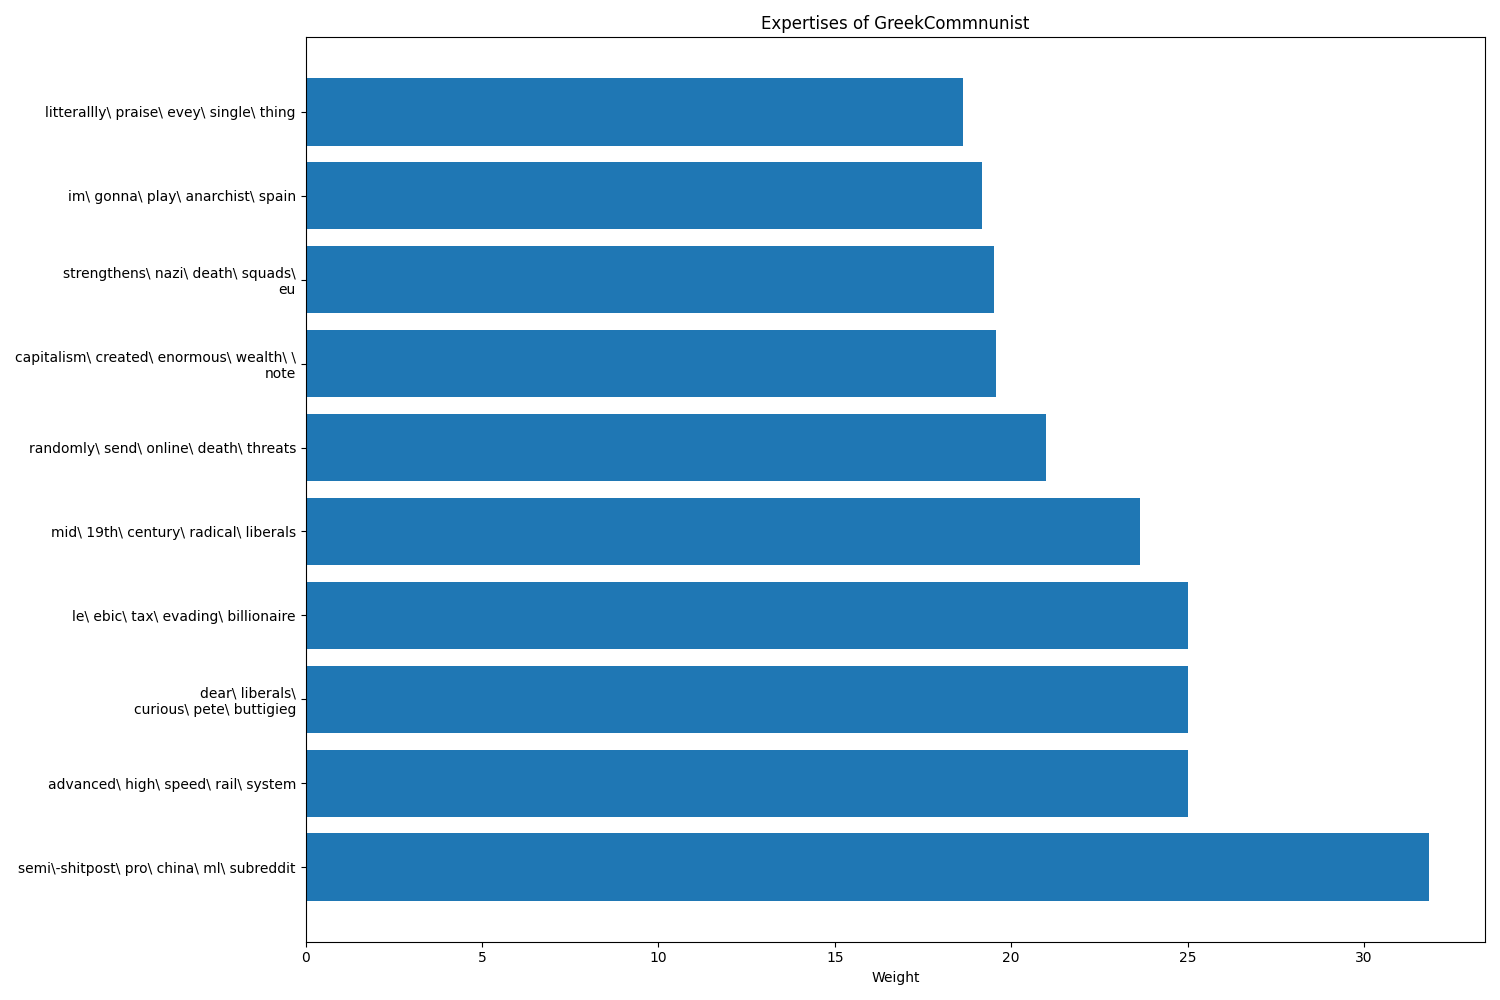 Expertises of GreekCommnunist
litterallly\ praise\ evey\ single\ thing
im\ gonna\ play\ anarchist\ spain
strengthens\ nazi\ death\ squads\
eu
capitalism\ created\ enormous\ wealth\ \
note
randomly\ send\ online\ death\ threats
mid\ 19th\ century\ radical\ liberals
le\ ebic\ tax\ evading\ billionaire
dear\ liberals\
curious\ pete\ buttigieg
advanced\ high\ speed\ rail\ system
semi\-shitpost\ pro\ china\ ml\ subreddit
0 5 10 15 20 25 30
Weight